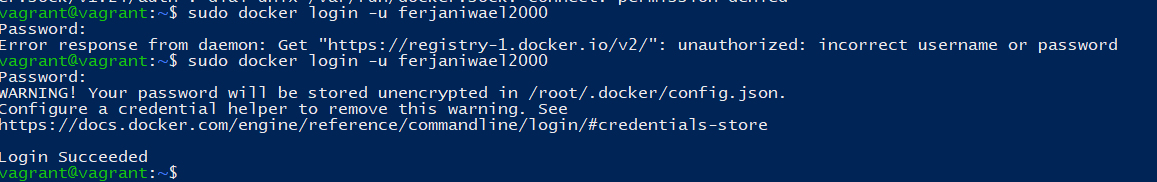 vagrant@vagrant:~$ sudo docker login -u ferjaniwael2000
Password:
Error response from daemon: Get "https://registry-1.docker.io/v2/": unauthorized: incorrect username or password
vagrant@vagrant:~$ sudo docker login -u ferjaniwael2000
Password:
WARNING! Your password will be stored unencrypted in /root/.docker/config.json.
Configure a credential helper to remove this warning. See
https://docs.docker.com/engine/reference/commandline/login/#credentials-store
Login Succeeded
vagrant@vagrant:~$